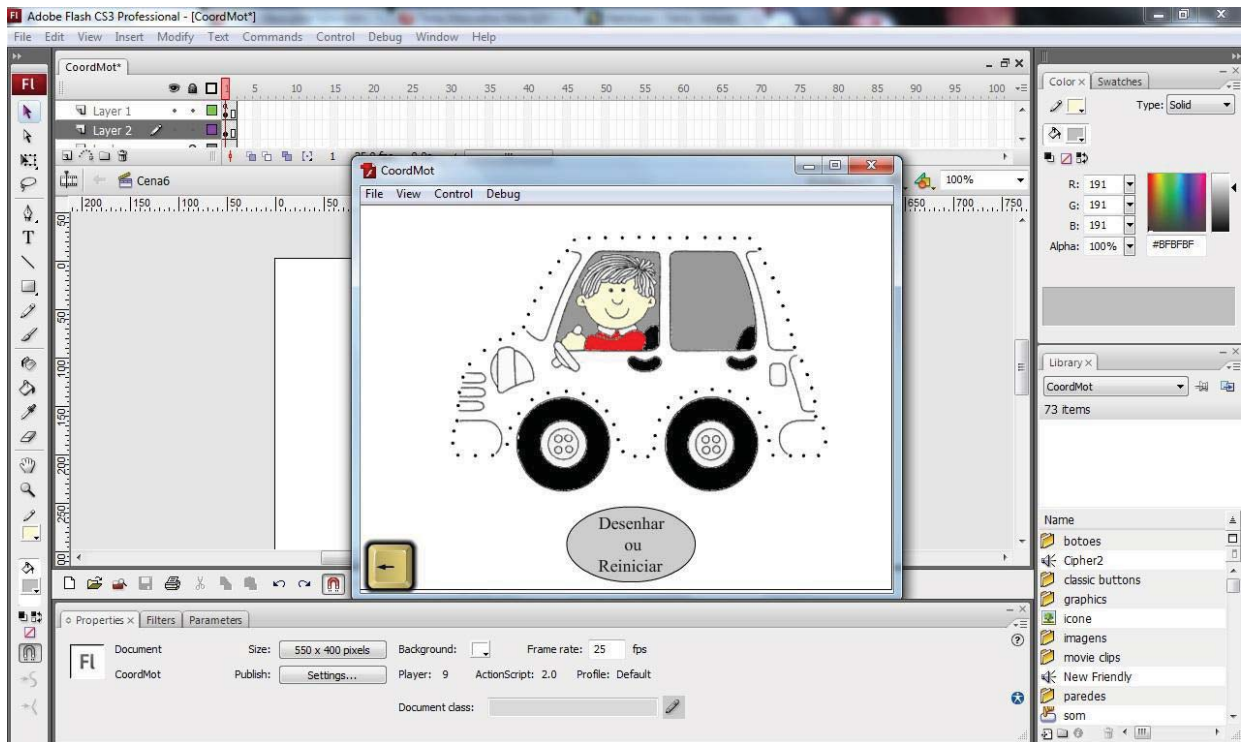 Adobe Flash CS3 Professional - [CoordMot*]
File Edit View Insert Modify Text Commands Control Debug Window Help
CoordMot*
Fl
5 10 15 20 25 30 35 40 45 50 55 60 65 70 75 80 85 90 95 100
Layer 1
Layer 2
1
Cena6
100%
200 150 100 50 0 50
650 700 750
CoordMot
File View Control Debug
Desenhar
ou
Reiniciar
Color × Swatches
Type: Solid
R: 191
G: 191
B: 191
Alpha: 100% #BFBFBF
Library ×
CoordMot
73 items
Name
botoes
Cipher2
classic buttons
graphics
icone
imagens
movie clips
New Friendly
paredes
som
Properties × Filters Parameters
Fl
Document Size: 550 x 400 pixels Background: Frame rate: 25 fps
CoordMot Publish: Settings... Player: 9 ActionScript: 2.0 Profile: Default
Document class: